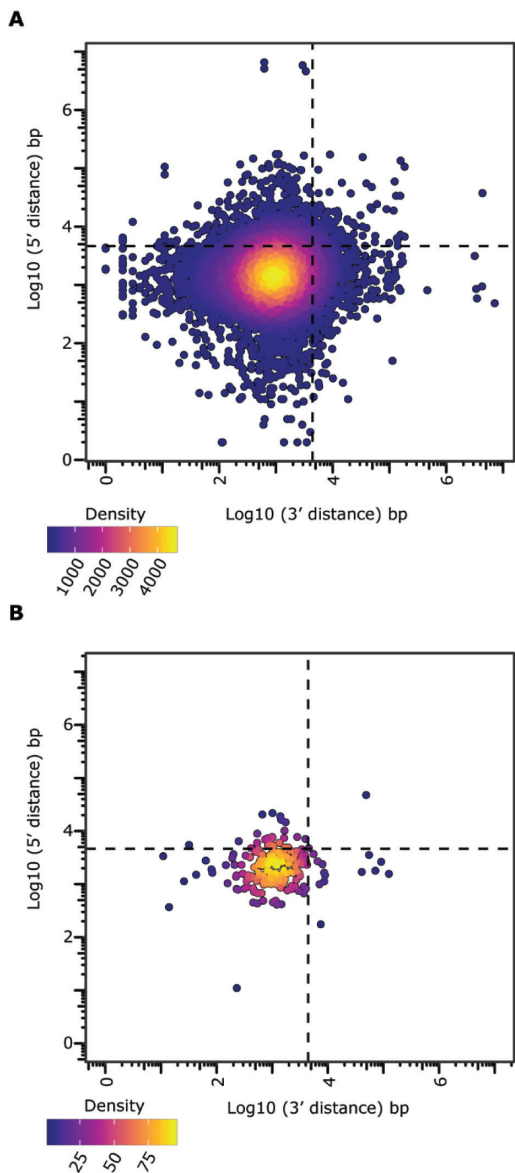 A
Log10 (5' distance) bp
6
4
2
0
0 2 4 6
Log10 (3' distance) bp
Density
1000 2000 3000 4000
B
Log10 (5' distance) bp
6
4
2
0
0 2 4 6
Log10 (3' distance) bp
Density
25 50 75